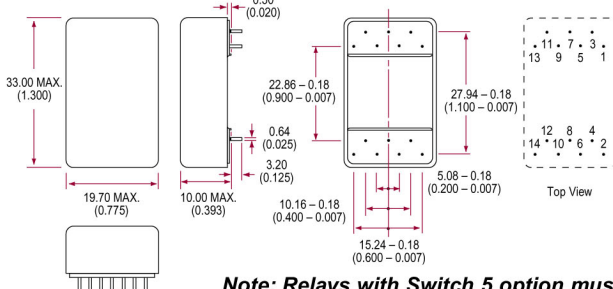 0.50
(0.020)
33.00 MAX.
(1.300)
19.70 MAX.
(0.775)
10.00 MAX.
(0.393)
0.64
(0.025)
3.20
(0.125)
22.86 – 0.18
(0.900 – 0.007)
27.94 – 0.18
(1.100 – 0.007)
5.08 – 0.18
(0.200 – 0.007)
10.16 – 0.18
(0.400 – 0.007)
15.24 – 0.18
(0.600 – 0.007)
11 7 3
13 9 5 1
12 8 4
14 10 6 2
Top View
Note: Relays with Switch 5 option mus